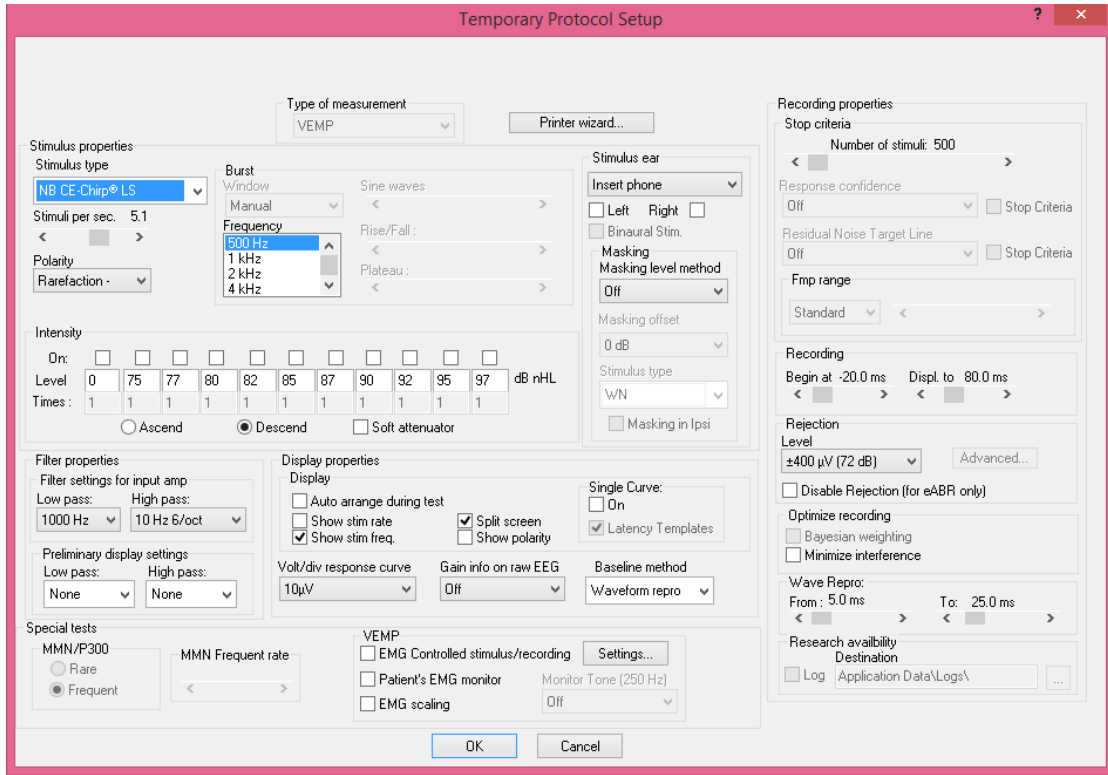 Temporary Protocol Setup
?
×
Type of measurement
VEMP
Printer wizard...
Stimulus properties
Stimulus type
NB CE-Chirp® LS
Stimuli per sec. 5.1
Polarity
Rarefaction -
Burst
Window
Manual
Frequency
500 Hz
1 kHz
2 kHz
4 kHz
Sine waves
Rise/Fall :
Plateau :
Stimulus ear
Insert phone
Left Right
Binaural Stim.
Masking
Masking level method
Off
Masking offset
0 dB
Stimulus type
WN
Masking in Ipsi
Intensity
On:
Level 0 75 77 80 82 85 87 90 92 95 97 dB nHL
Times : 1 1 1 1 1 1 1 1 1 1 1
Ascend Descend Soft attenuator
Filter properties
Filter settings for input amp
Low pass: High pass:
1000 Hz 10 Hz 6/oct
Preliminary display settings
Low pass: High pass:
None None
Display properties
Display
Auto arrange during test
Show stim rate Split screen
Show stim freq. Show polarity
Single Curve:
On
Latency Templates
Volt/div response curve Gain info on raw EEG Baseline method
10µV Off Waveform repro
Special tests
MMN/P300
Rare
Frequent
MMN Frequent rate
VEMP
EMG Controlled stimulus/recording Settings...
Patient's EMG monitor Monitor Tone (250 Hz)
EMG scaling Off
Recording properties
Stop criteria
Number of stimuli: 500
Response confidence
Off Stop Criteria
Residual Noise Target Line
Off Stop Criteria
Fmp range
Standard
Recording
Begin at -20.0 ms Displ. to 80.0 ms
Rejection
Level
±400 µV (72 dB) Advanced...
Disable Rejection (for eABR only)
Optimize recording
Bayesian weighting
Minimize interference
Wave Repro:
From : 5.0 ms To: 25.0 ms
Research availbility
Destination
Log Application Data\Logs\ ...
OK Cancel